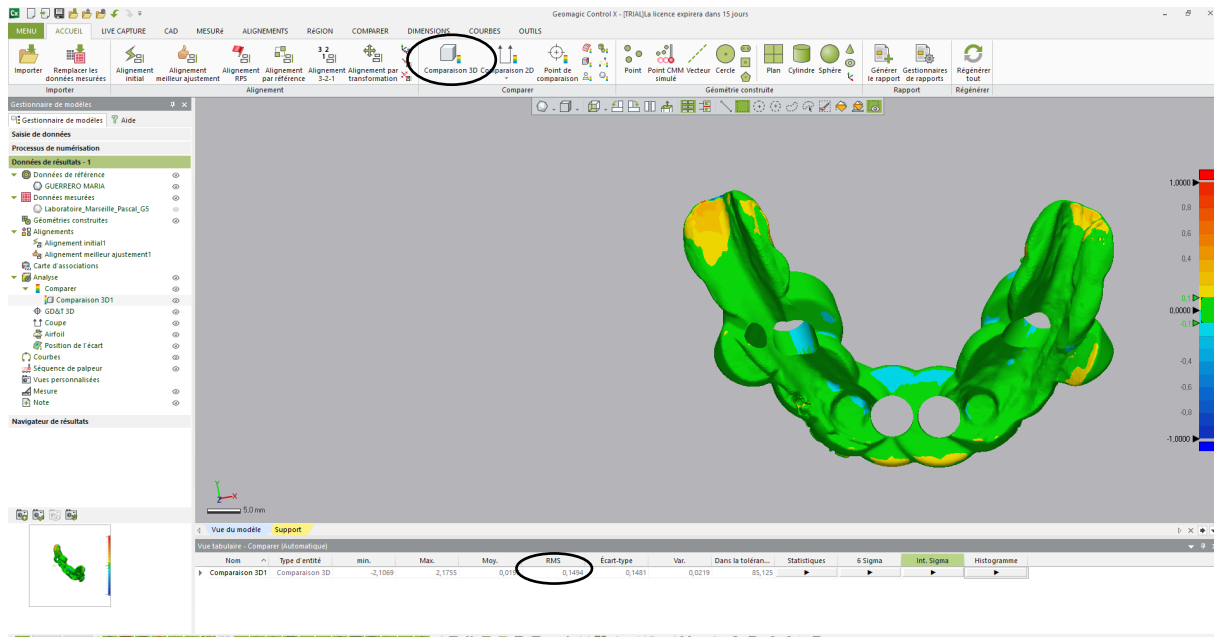 Geomagic Control X - [TRIAL]La licence expirera dans 15 jours
MENU ACCUEIL LIVE CAPTURE CAD MESURÉ ALIGNEMENTS RéGION COMPARER DIMENSIONS COURBES OUTILS
Importer Remplacer les données mesurées Alignement initial Alignement meilleur ajustement Alignement RPS Alignement par référence Alignement 3-2-1 Alignement par transformation Comparaison 3D Comparaison 2D Point de comparaison Point Point CMM simulé Vecteur Cercle Plan Cylindre Sphère Générer le rapport Gestionnaires de rapports Régénérer tout
Importer Alignement Comparer Géométrie construite Rapport Régénérer
Gestionnaire de modèles
Gestionnaire de modèles Aide
Saisie de données
Processus de numérisation
Données de résultats - 1
Données de référence
GUERRERO MARIA
Données mesurées
Laboratoire_Marseille_Pascal_G5
Géométries construites
Alignements
Alignement initial1
Alignement meilleur ajustement1
Carte d'associations
Analyse
Comparer
Comparaison 3D1
GD&T 3D
Coupe
Airfoil
Position de l'écart
Courbes
Séquence de palpeur
Vues personnalisées
Mesure
Note
Navigateur de résultats
1,0000
0,8
0,6
0,4
0,1
0,0000
-0,1
-0,4
-0,6
-0,8
-1,0000
Y
Z X
5,0 mm
Vue du modèle Support
Vue tabulaire - Comparer (Automatique)
Nom Type d'entité min. Max. Moy. RMS Écart-type Var. Dans la toléran... Statistiques 6 Sigma Int. Sigma Histogramme
Comparaison 3D1 Comparaison 3D -2,1069 2,1755 0,1494 0,1481 0,0219 85,125